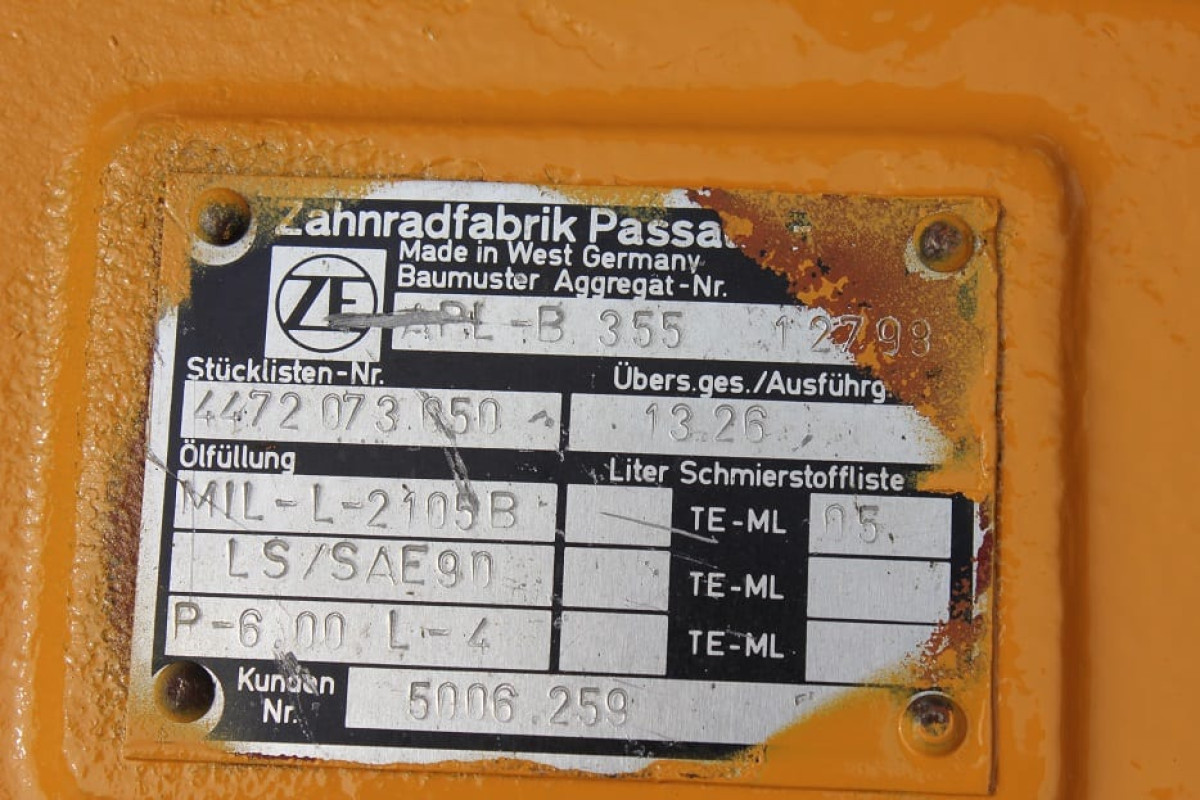 Zahnradfabrik Passau
Made in West Germany
Baumuster Aggregat-Nr.
ZF
APL-B 355 12798
Stücklisten-Nr. Übers.ges./Ausführg.
4472 073 050 13.26
Ölfüllung Liter Schmierstoffliste
MIL-L-2105B TE-ML 05
LS/SAE90 TE-ML
P-6.00 L-4 TE-ML
Kunden
Nr. 5006.259